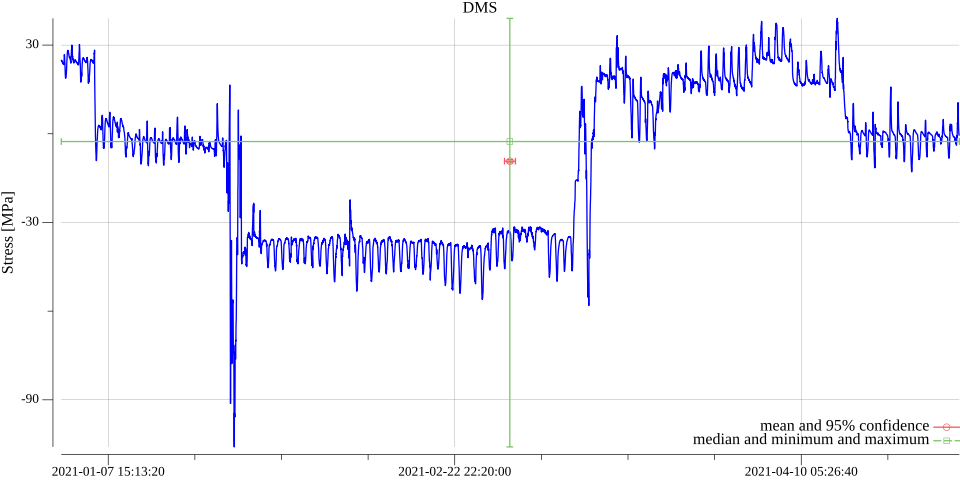 DMS
30
-30
-90
Stress [MPa]
mean and 95% confidence
median and minimum and maximum
2021-01-07 15:13:20
2021-02-22 22:20:00
2021-04-10 05:26:40